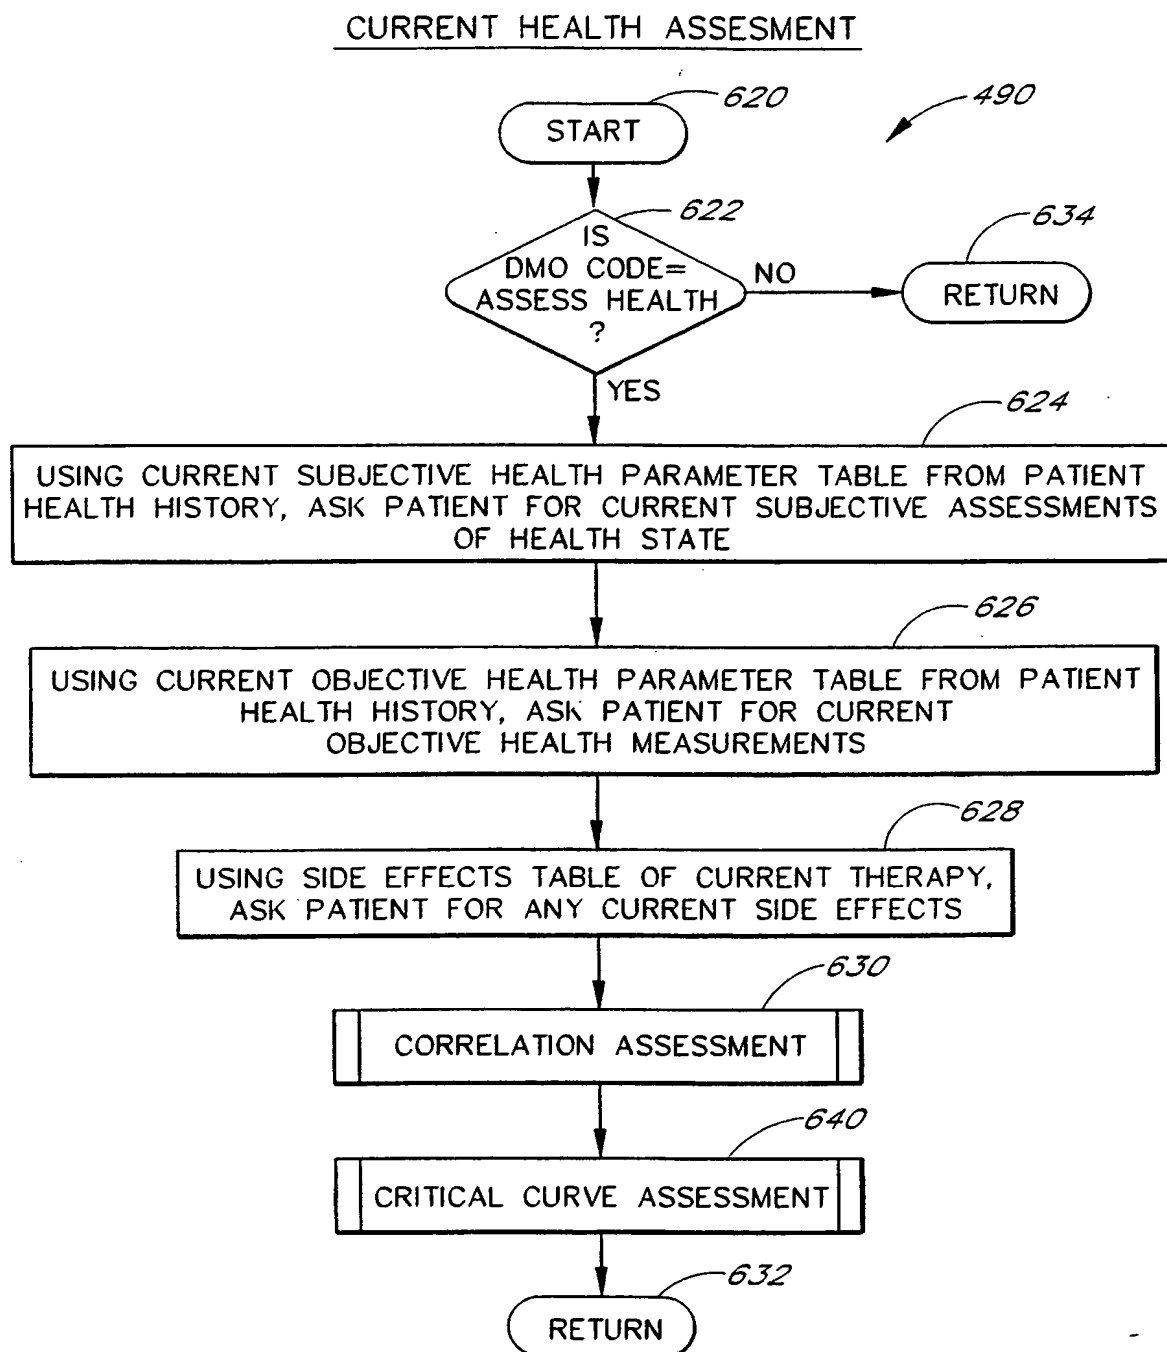 CURRENT HEALTH ASSESMENT
620
490
START
622
634
IS
DMO CODE=
ASSESS HEALTH
?
NO
RETURN
YES
624
USING CURRENT SUBJECTIVE HEALTH PARAMETER TABLE FROM PATIENT
HEALTH HISTORY, ASK PATIENT FOR CURRENT SUBJECTIVE ASSESSMENTS
OF HEALTH STATE
626
USING CURRENT OBJECTIVE HEALTH PARAMETER TABLE FROM PATIENT
HEALTH HISTORY, ASK PATIENT FOR CURRENT
OBJECTIVE HEALTH MEASUREMENTS
628
USING SIDE EFFECTS TABLE OF CURRENT THERAPY,
ASK PATIENT FOR ANY CURRENT SIDE EFFECTS
630
CORRELATION ASSESSMENT
640
CRITICAL CURVE ASSESSMENT
632
RETURN